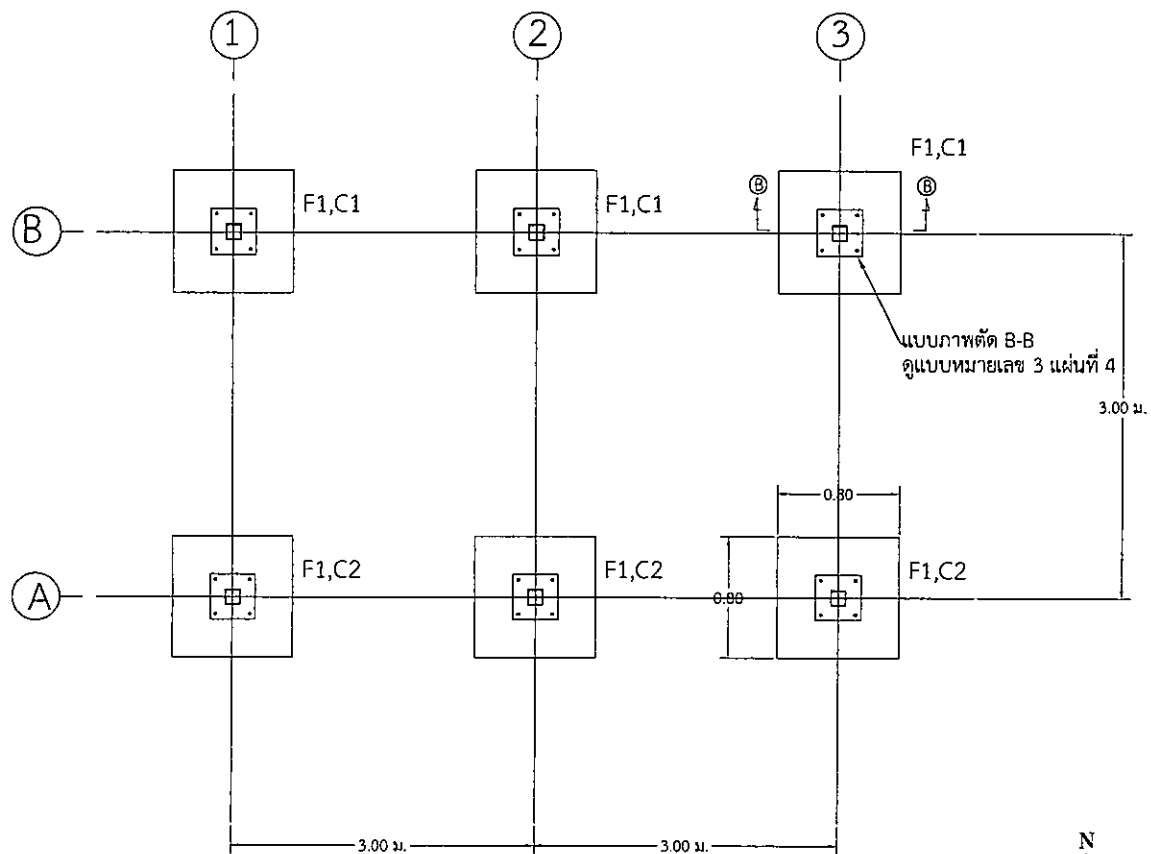 1 2 3
F1,C1
B B
F1,C1 F1,C1
B
แบบภาพตัด B-B
ดูแบบหมายเลข 3 แผ่นที่ 4
3.00 ม.
0.80
F1,C2 F1,C2 F1,C2
A
0.80
3.00 ม. 3.00 ม.
N